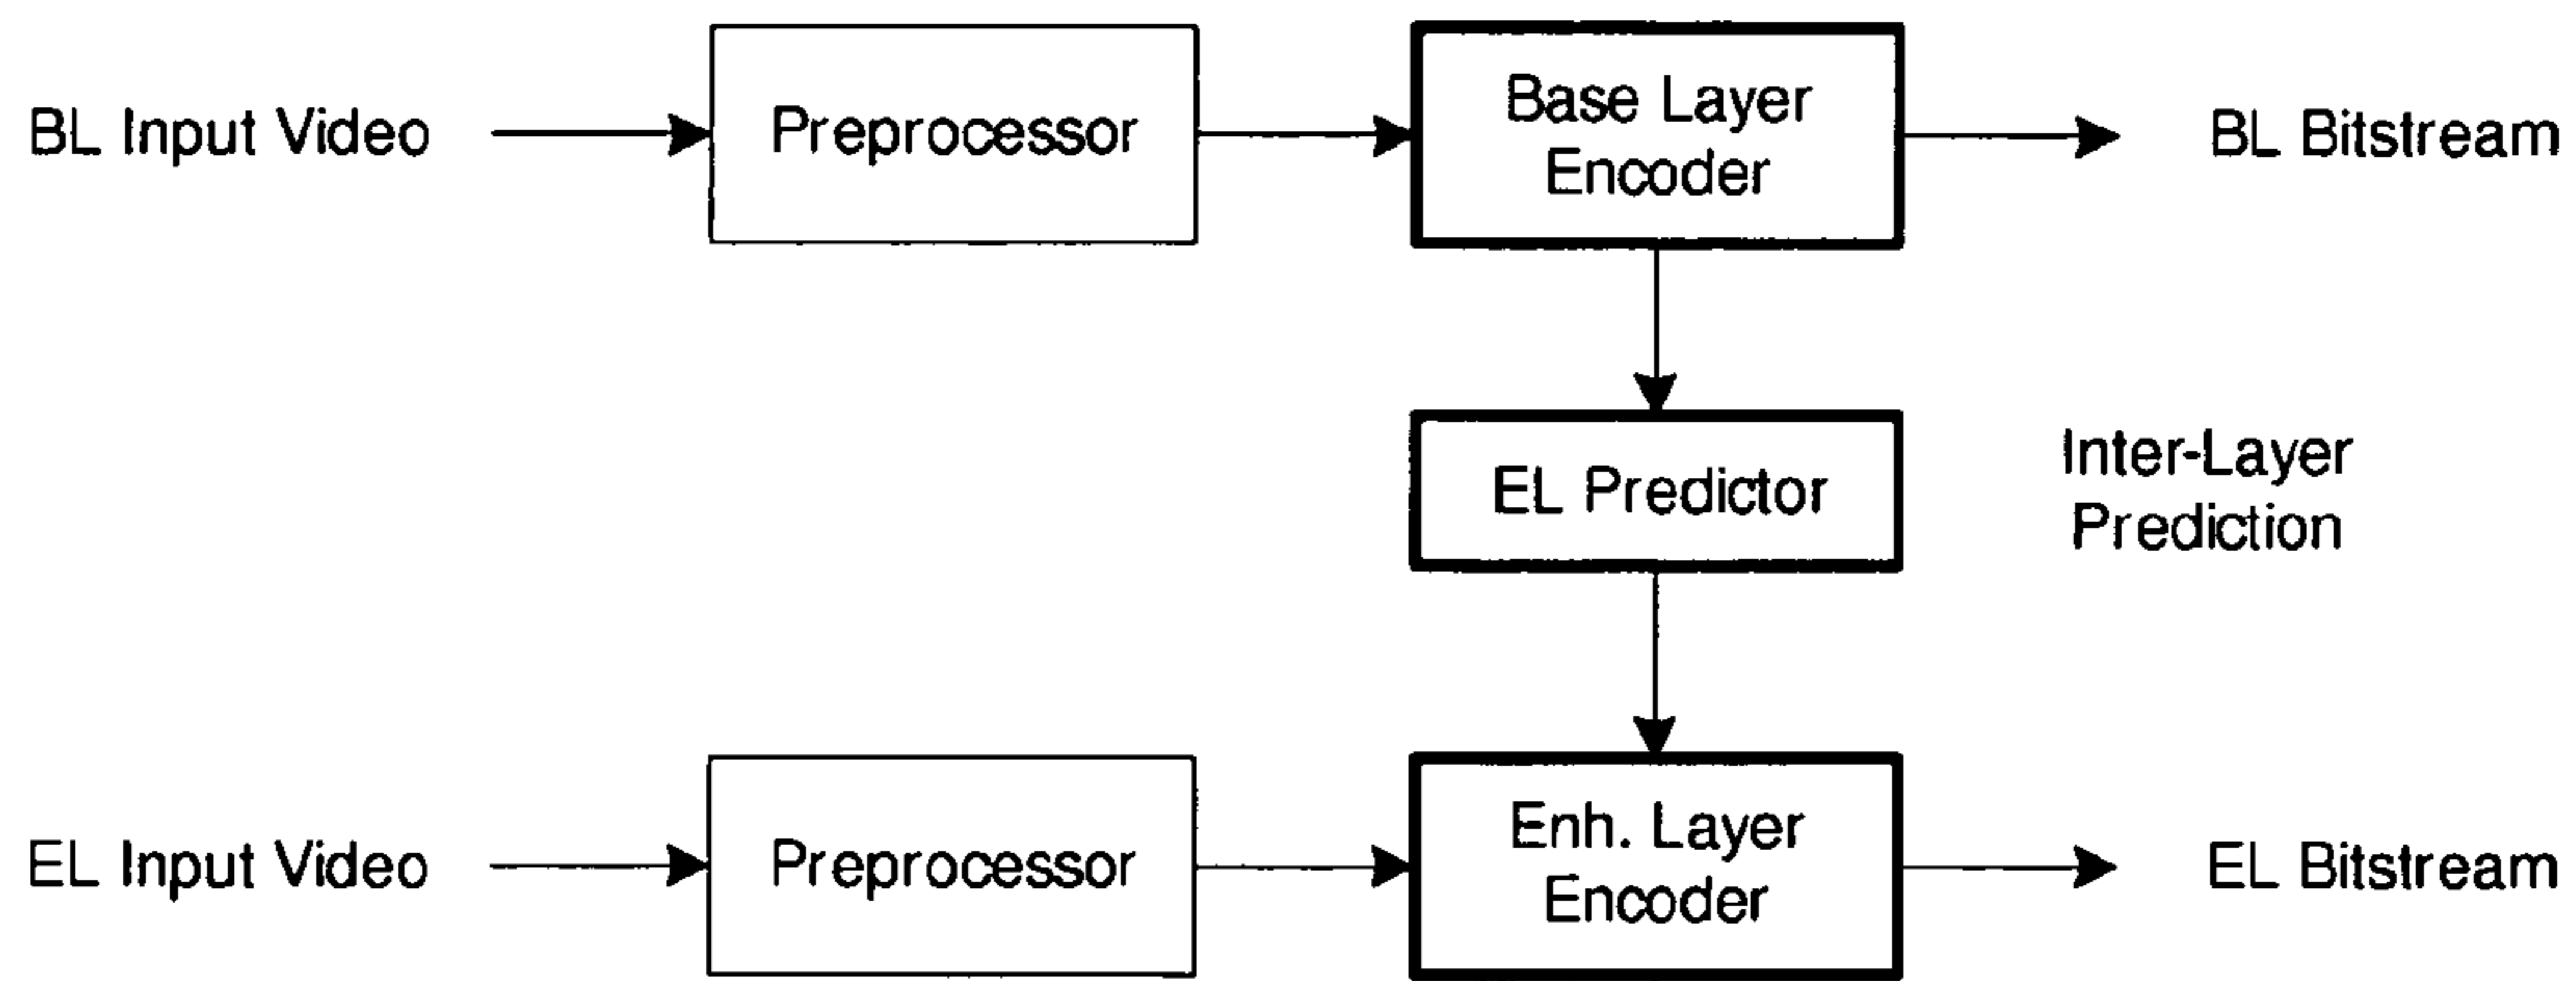 BL Input Video
Preprocessor
Base Layer
Encoder
BL Bitstream
EL Predictor
Inter-Layer
Prediction
EL Input Video
Preprocessor
Enh. Layer
Encoder
EL Bitstream